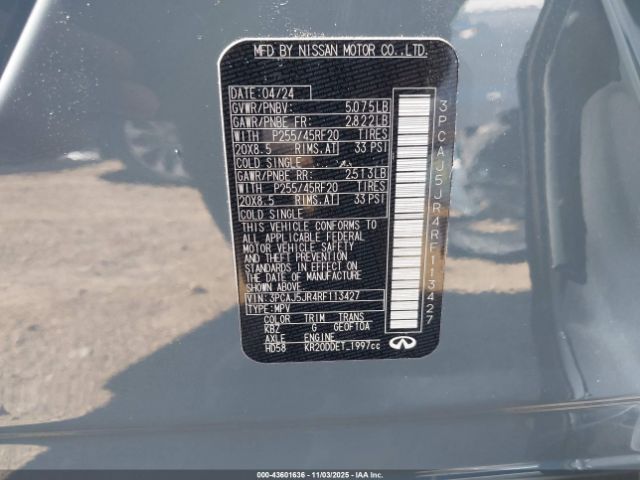 MFD BY NISSAN MOTOR CO.,LTD.
DATE: 04/24
GVWR/PNBV: 5,075LB
GAWR/PNBE FR: 2,822LB
WITH P255/45RF20 TIRES
20X8.5 RIMS,AT 33 PSI
COLD SINGLE
GAWR/PNBE RR: 2,513LB
WITH P255/45RF20 TIRES
20X8.5 RIMS,AT 33 PSI
COLD SINGLE
THIS VEHICLE CONFORMS TO
ALL APPLICABLE FEDERAL
MOTOR VEHICLE SAFETY
AND THEFT PREVENTION
STANDARDS IN EFFECT ON
THE DATE OF MANUFACTURE
SHOWN ABOVE.
VIN: 3PCAJ5JR4RF113427
TYPE: MPV
COLOR TRIM TRANS
KBZ G GE0FT0A
AXLE ENGINE
HD58 KR20DDET 1997cc
3PCAJ5JR4RF113427
000-43601636 - 11/03/2025 - Copyright © IAA, LLC